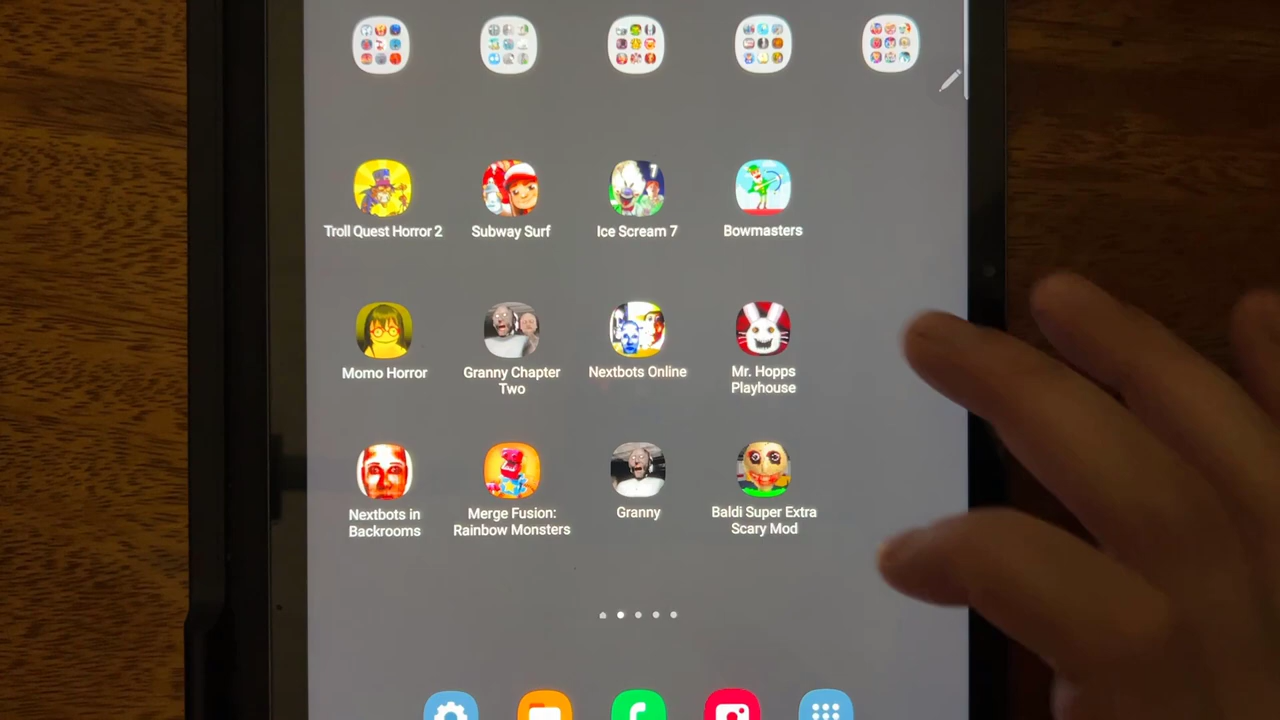 Troll Quest Horror 2
Subway Surf
Ice Scream 7
Bowmasters
Momo Horror
Granny Chapter
Two
Nextbots Online
Mr. Hopps
Playhouse
Nextbots in
Backrooms
Merge Fusion:
Rainbow Monsters
Granny
Baldi Super Extra
Scary Mod